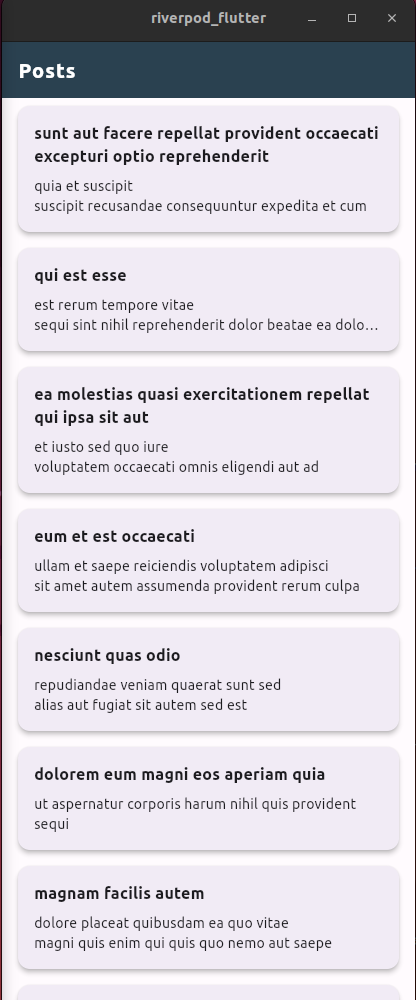 riverpod_flutter
Posts
sunt aut facere repellat provident occaecati
excepturi optio reprehenderit
quia et suscipit
suscipit recusandae consequuntur expedita et cum
qui est esse
est rerum tempore vitae
sequi sint nihil reprehenderit dolor beatae ea dolo…
ea molestias quasi exercitationem repellat
qui ipsa sit aut
et iusto sed quo iure
voluptatem occaecati omnis eligendi aut ad
eum et est occaecati
ullam et saepe reiciendis voluptatem adipisci
sit amet autem assumenda provident rerum culpa
nesciunt quas odio
repudiandae veniam quaerat sunt sed
alias aut fugiat sit autem sed est
dolorem eum magni eos aperiam quia
ut aspernatur corporis harum nihil quis provident
sequi
magnam facilis autem
dolore placeat quibusdam ea quo vitae
magni quis enim qui quis quo nemo aut saepe